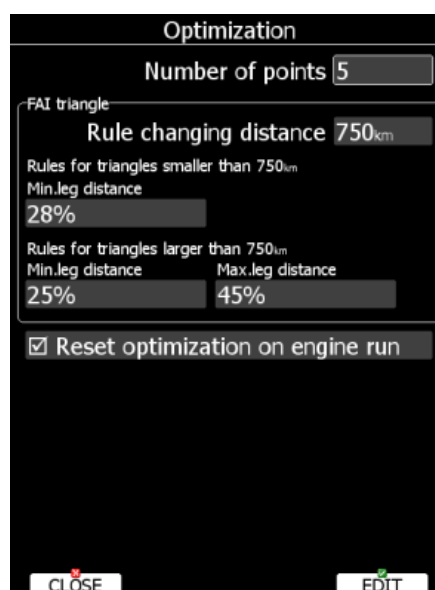 Optimization
Number of points 5
FAI triangle
Rule changing distance 750km
Rules for triangles smaller than 750km
Min.leg distance
28%
Rules for triangles larger than 750km
Min.leg distance Max.leg distance
25% 45%
☑ Reset optimization on engine run
CLOSE EDIT